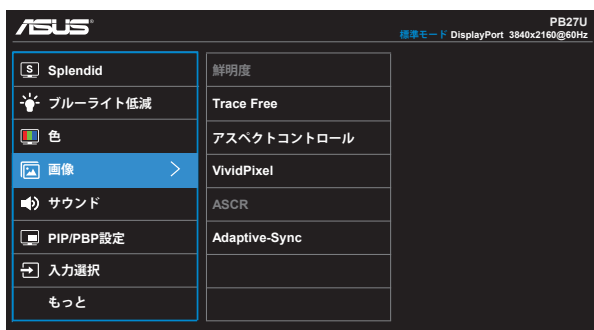 ASUS
PB27U
標準モード DisplayPort 3840x2160@60Hz
S Splendid
ブルーライト低減
色
画像
サウンド
PIP/PBP設定
入力選択
もっと
鮮明度
Trace Free
アスペクトコントロール
VividPixel
ASCR
Adaptive-Sync